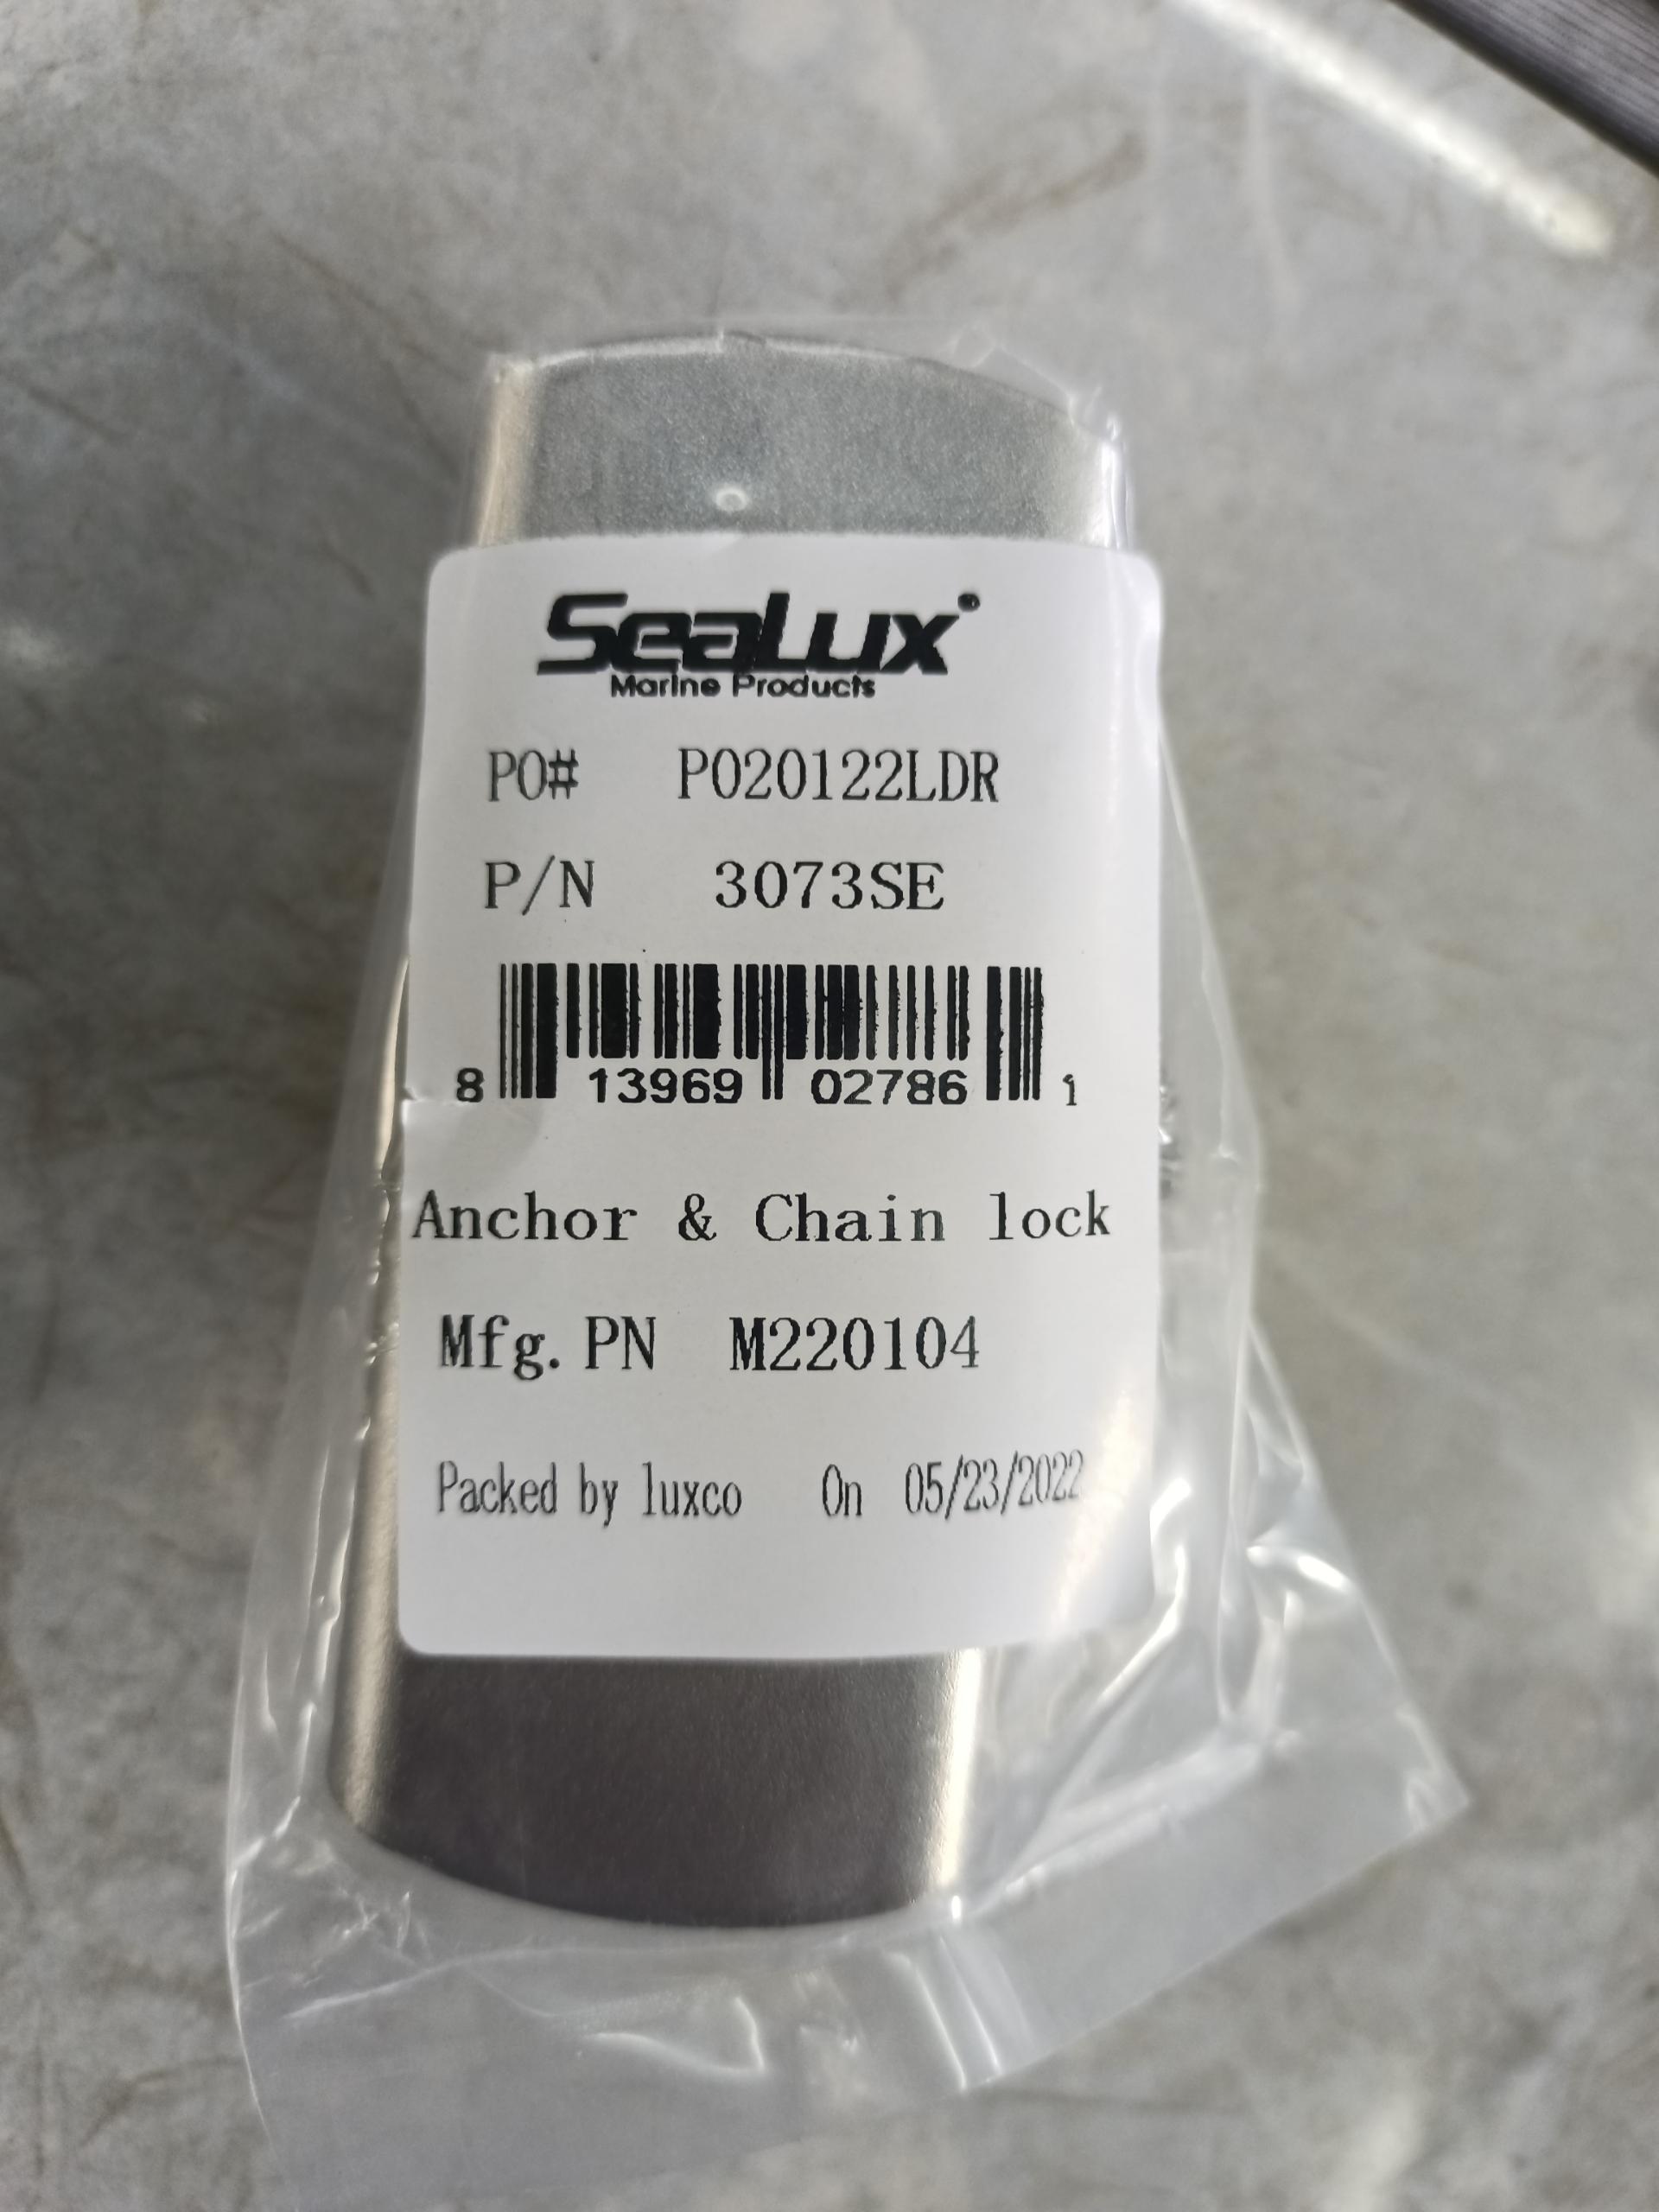 SeaLux®
Marine Products
PO# PO20122LDR
P/N 3073SE
8 13969 02786 1
Anchor & Chain lock
Mfg. PN M220104
Packed by luxco On 05/23/2022